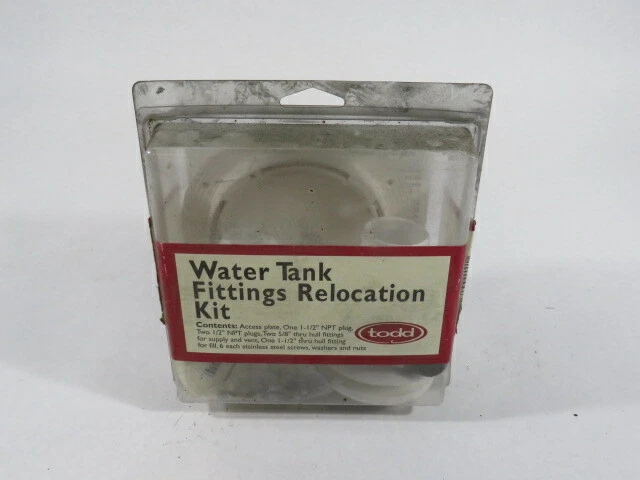 Water Tank
Fittings Relocation
Kit
Contents: Access plate, One 1-1/2" NPT plug,
Two 1/2" NPT plugs, Two 5/8" thru hull fittings
for supply and vent, One 1-1/2" thru hull fitting
for fill, 6 each stainless steel screws, washers and nuts
todd